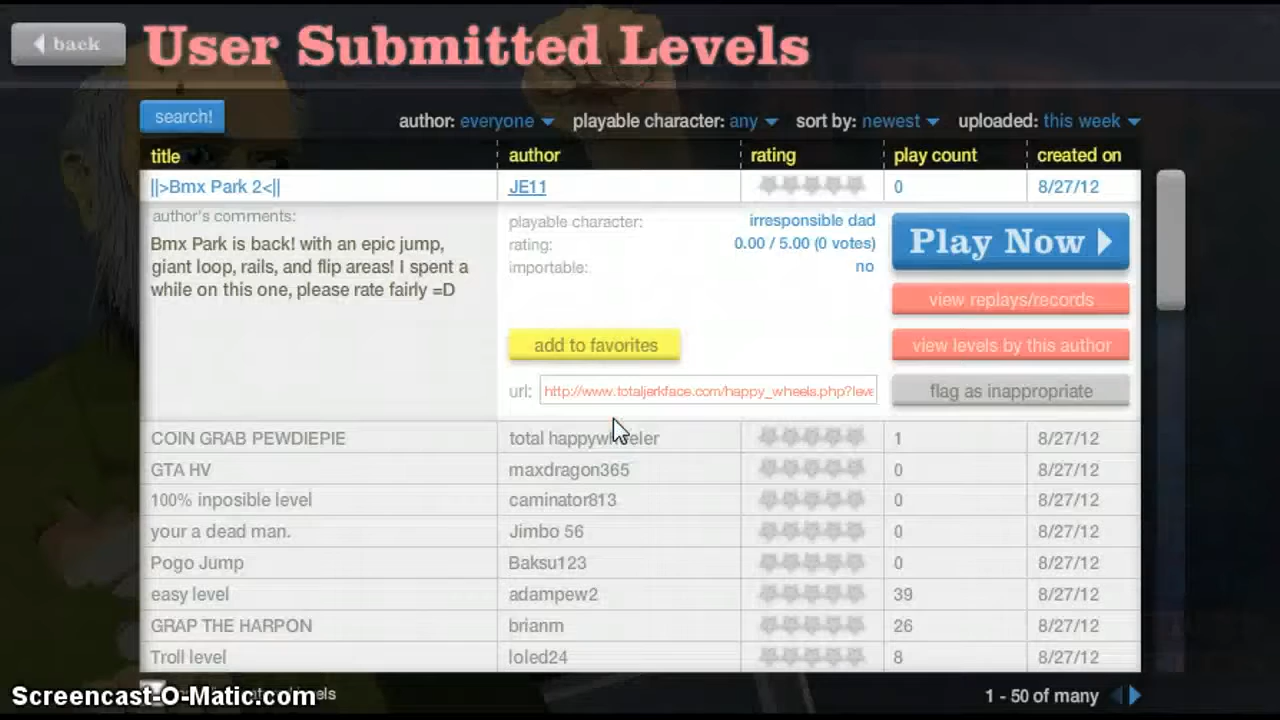 back
User Submitted Levels
search!
author: everyone playable character: any sort by: newest uploaded: this week
title author rating play count created on
||>Bmx Park 2<|| JE11 0 8/27/12
author's comments:
Bmx Park is back! with an epic jump,
giant loop, rails, and flip areas! I spent a
while on this one, please rate fairly =D
playable character: irresponsible dad
rating: 0.00 / 5.00 (0 votes)
importable: no
add to favorites
url: http://www.totaljerkface.com/happy_wheels.php?leve
Play Now
view replays/records
view levels by this author
flag as inappropriate
COIN GRAB PEWDIEPIE total happywheeler 1 8/27/12
GTA HV maxdragon365 0 8/27/12
100% inposible level caminator813 0 8/27/12
your a dead man. Jimbo 56 0 8/27/12
Pogo Jump Baksu123 0 8/27/12
easy level adampew2 39 8/27/12
GRAP THE HARPON brianm 26 8/27/12
Troll level loled24 8 8/27/12
Screencast-O-Matic.com
1 - 50 of many